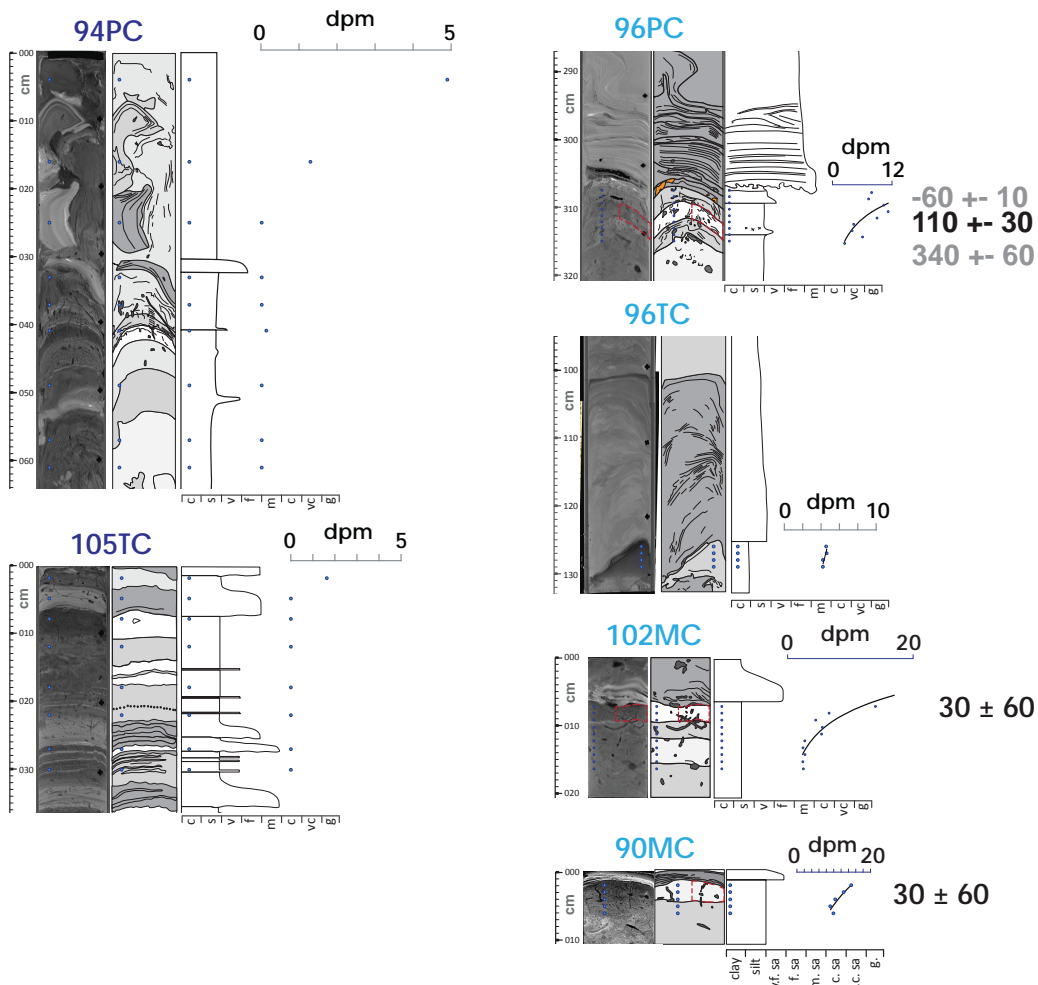 94PC
dpm
0 5
000
cm
010
020
030
040
050
060
c s v f m c vc g
105TC
dpm
0 5
000
cm
010
020
030
c s v f m c vc g
96PC
290
cm
300
310
320
dpm
0 12
-60 +- 10
110 +- 30
340 +- 60
c s v f m c vc g
96TC
100
cm
110
120
130
0 dpm 10
c s v f m c vc g
102MC
dpm
0 20
000
cm
010
020
30 ± 60
c s v f m c vc g
90MC
dpm
0 20
000
cm
010
30 ± 60
clay silt v.f. sa f. sa m. sa c. sa .c. sa g.